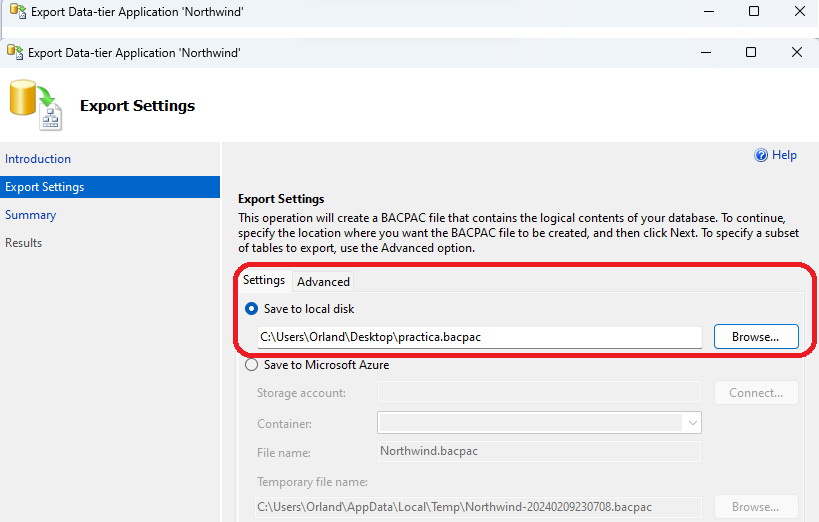 Export Data-tier Application 'Northwind'
Export Data-tier Application 'Northwind'
Export Settings
Introduction
Export Settings
Summary
Results
Help
Export Settings
This operation will create a BACPAC file that contains the logical contents of your database. To continue,
specify the location where you want the BACPAC file to be created, and then click Next. To specify a subset
of tables to export, use the Advanced option.
Settings Advanced
Save to local disk
C:\Users\Orland\Desktop\practica.bacpac Browse...
Save to Microsoft Azure
Storage account: Connect...
Container:
File name: Northwind.bacpac
Temporary file name:
C:\Users\Orland\AppData\Local\Temp\Northwind-20240209230708.bacpac Browse...